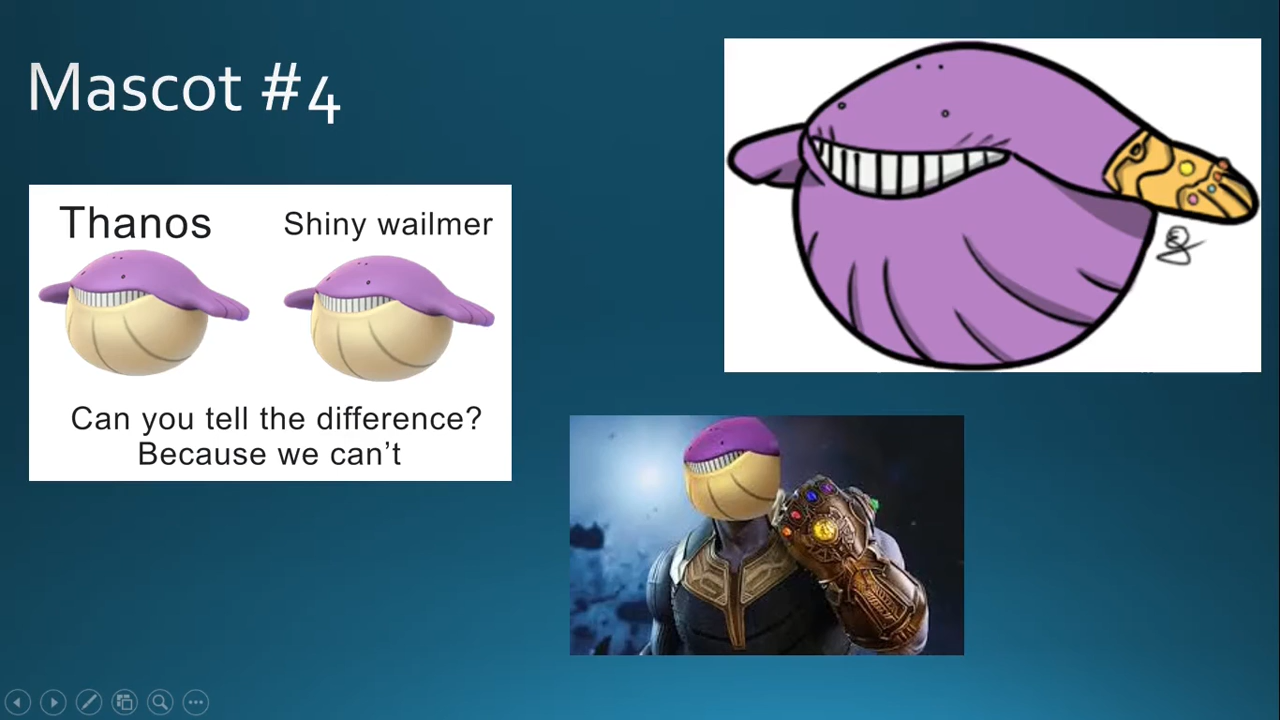 Mascot #4
Thanos
Shiny wailmer
Can you tell the difference?
Because we can't